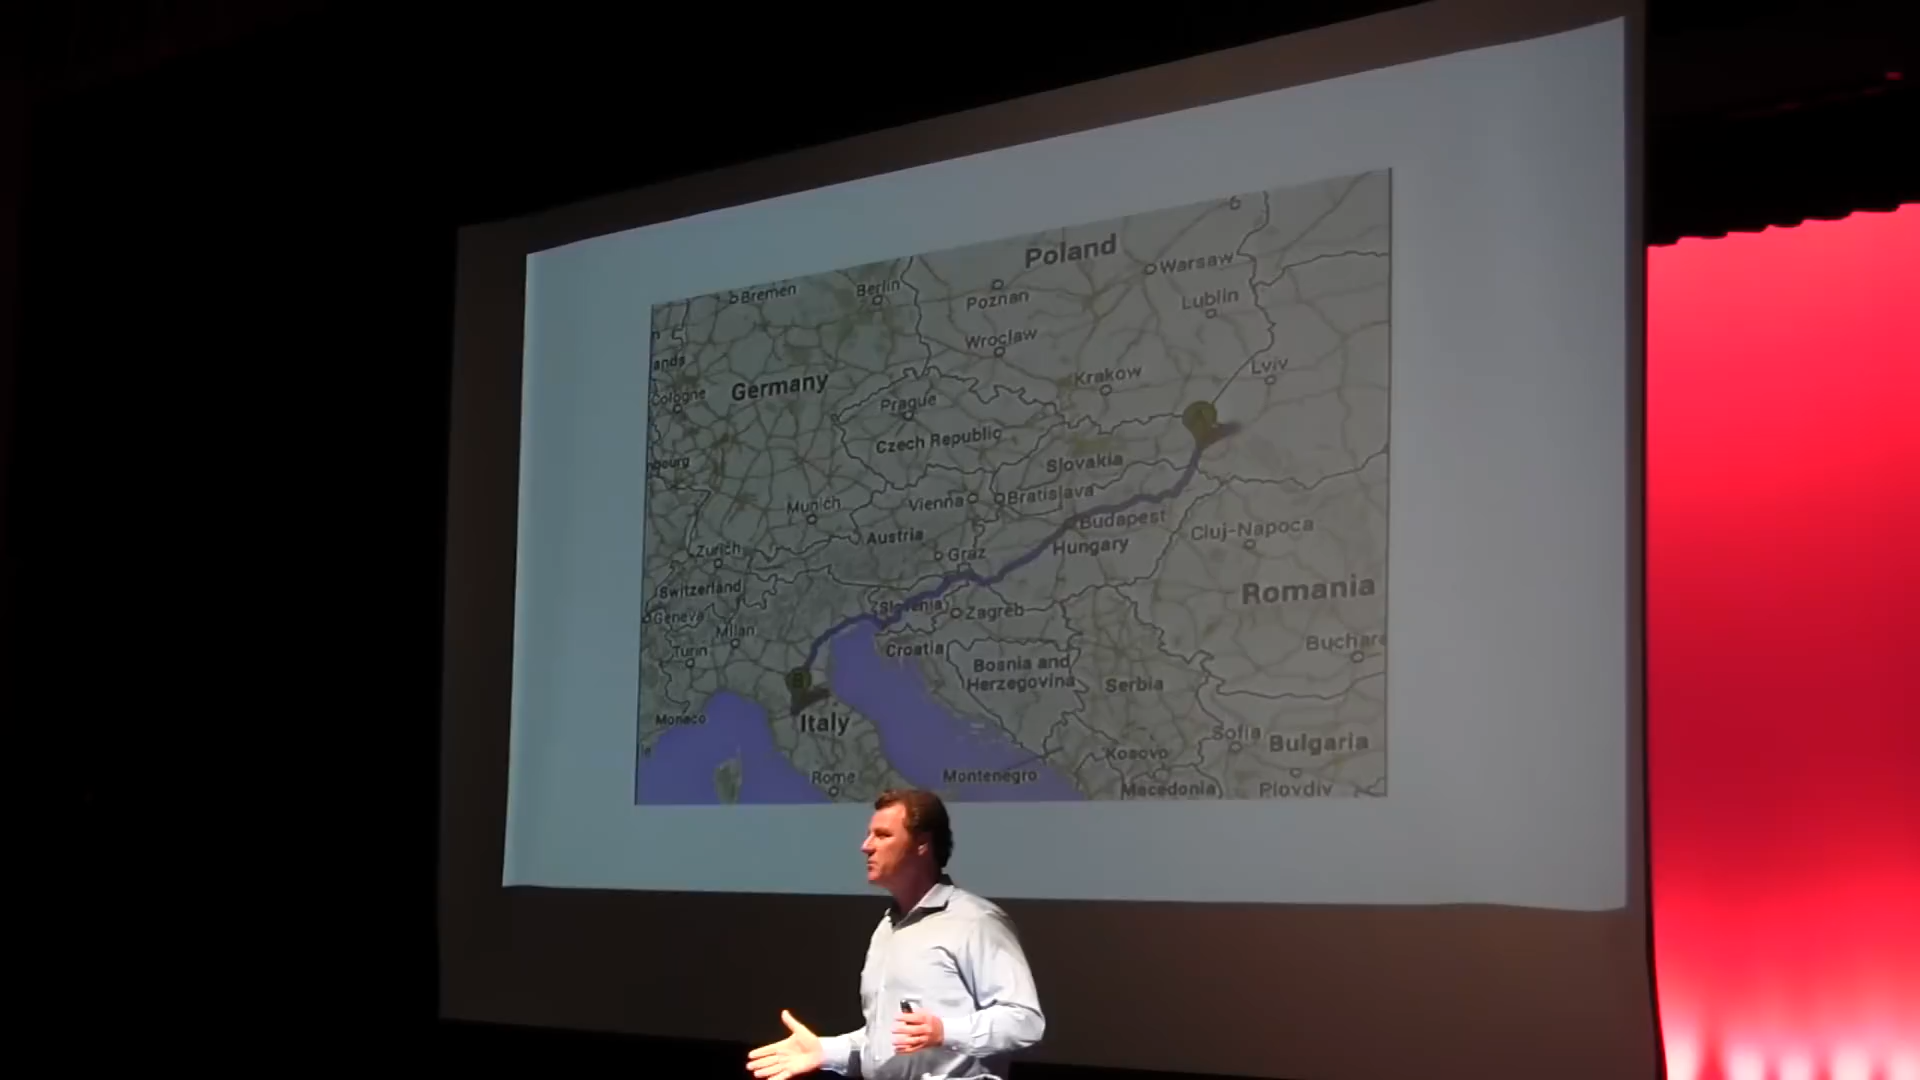 Poland
Warsaw
Bremen
Berlin
Poznan
Lublin
Wroclaw
ands
Lviv
Krakow
Germany
Cologne
Prague
Czech Republic
Slovakia
Munich
Vienna
Bratislava
Budapest
Austria
Cluj-Napoca
Zurich
Graz
Hungary
Switzerland
Romania
Geneva
Slovenia
Zagreb
Milan
Turin
Croatia
Buchare
Bosnia and
Herzegovina
Serbia
B
Monaco
Italy
Sofia
Bulgaria
Kosovo
Rome
Montenegro
Macedonia
Plovdiv